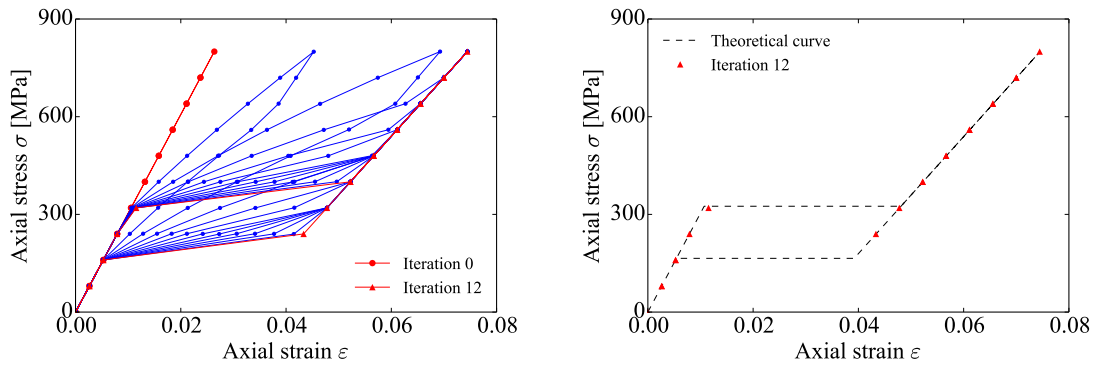 900
600
300
0
0.00 0.02 0.04 0.06 0.08
Axial stress σ [MPa]
Axial strain ε
Iteration 0
Iteration 12
900
600
300
0
0.00 0.02 0.04 0.06 0.08
Axial stress σ [MPa]
Axial strain ε
Theoretical curve
Iteration 12